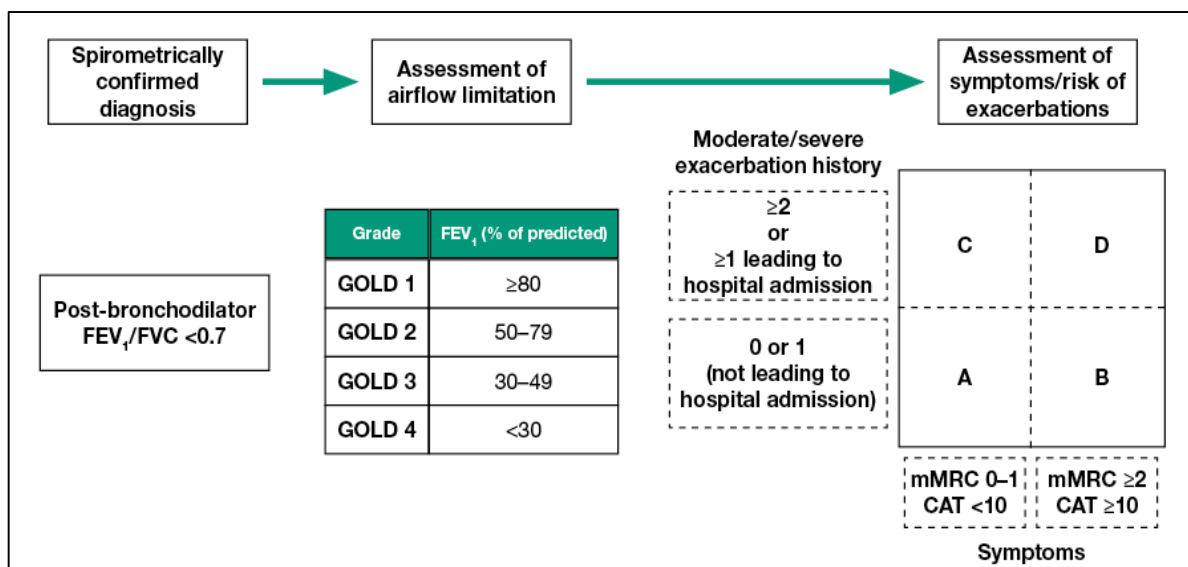 Spirometrically
confirmed
diagnosis
Assessment of
airflow limitation
Assessment of
symptoms/risk of
exacerbations
Moderate/severe
exacerbation history
≥2
or
≥1 leading to
hospital admission
0 or 1
(not leading to
hospital admission)
Post-bronchodilator
FEV₁/FVC <0.7
Grade FEV₁ (% of predicted)
GOLD 1 ≥80
GOLD 2 50–79
GOLD 3 30–49
GOLD 4 <30
C D
A B
mMRC 0–1
CAT <10
mMRC ≥2
CAT ≥10
Symptoms